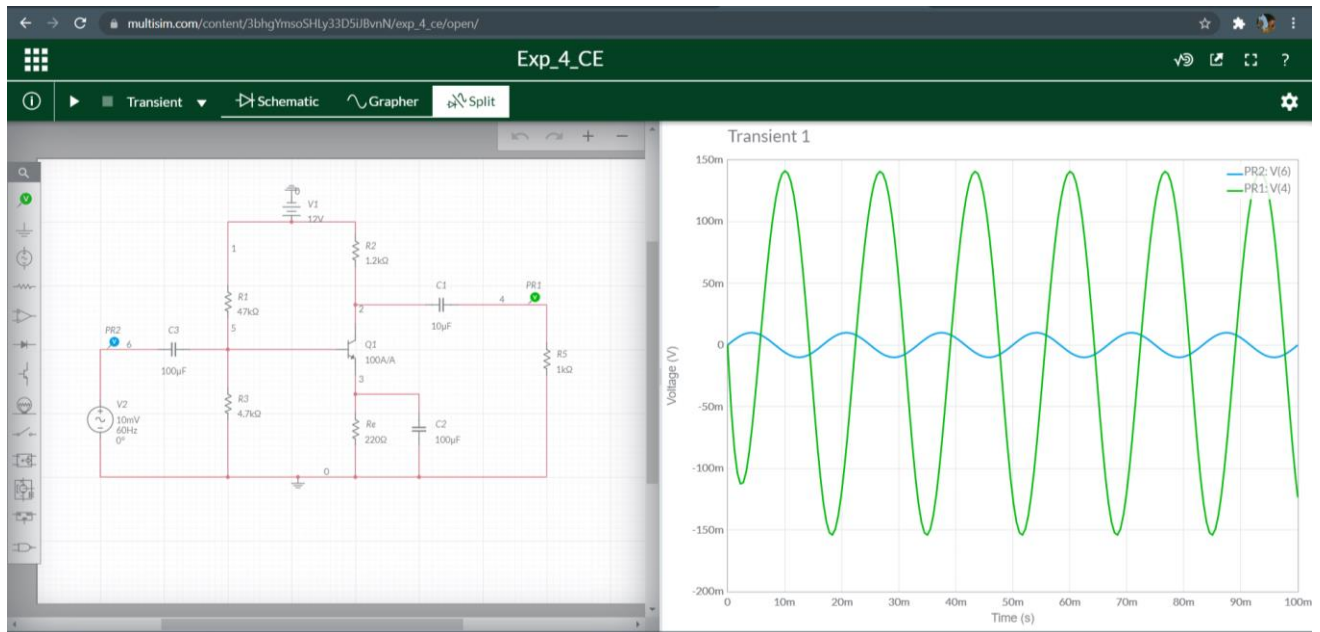 multisim.com/content/3bhgYmsoSHLy33D5iJBvnN/exp_4_ce/open/
Exp_4_CE
Transient
Schematic
Grapher
Split
0
V1
12V
1
R2
1.2kΩ
R1
47kΩ
5
2
C1
10μF
4
PR1
PR2
6
C3
100μF
Q1
100A/A
3
R5
1kΩ
V2
10mV
60Hz
0°
R3
4.7kΩ
Re
220Ω
C2
100μF
0
Transient 1
PR2: V(6)
PR1: V(4)
Voltage (V)
150m
100m
50m
0
-50m
-100m
-150m
-200m
0 10m 20m 30m 40m 50m 60m 70m 80m 90m 100m
Time (s)